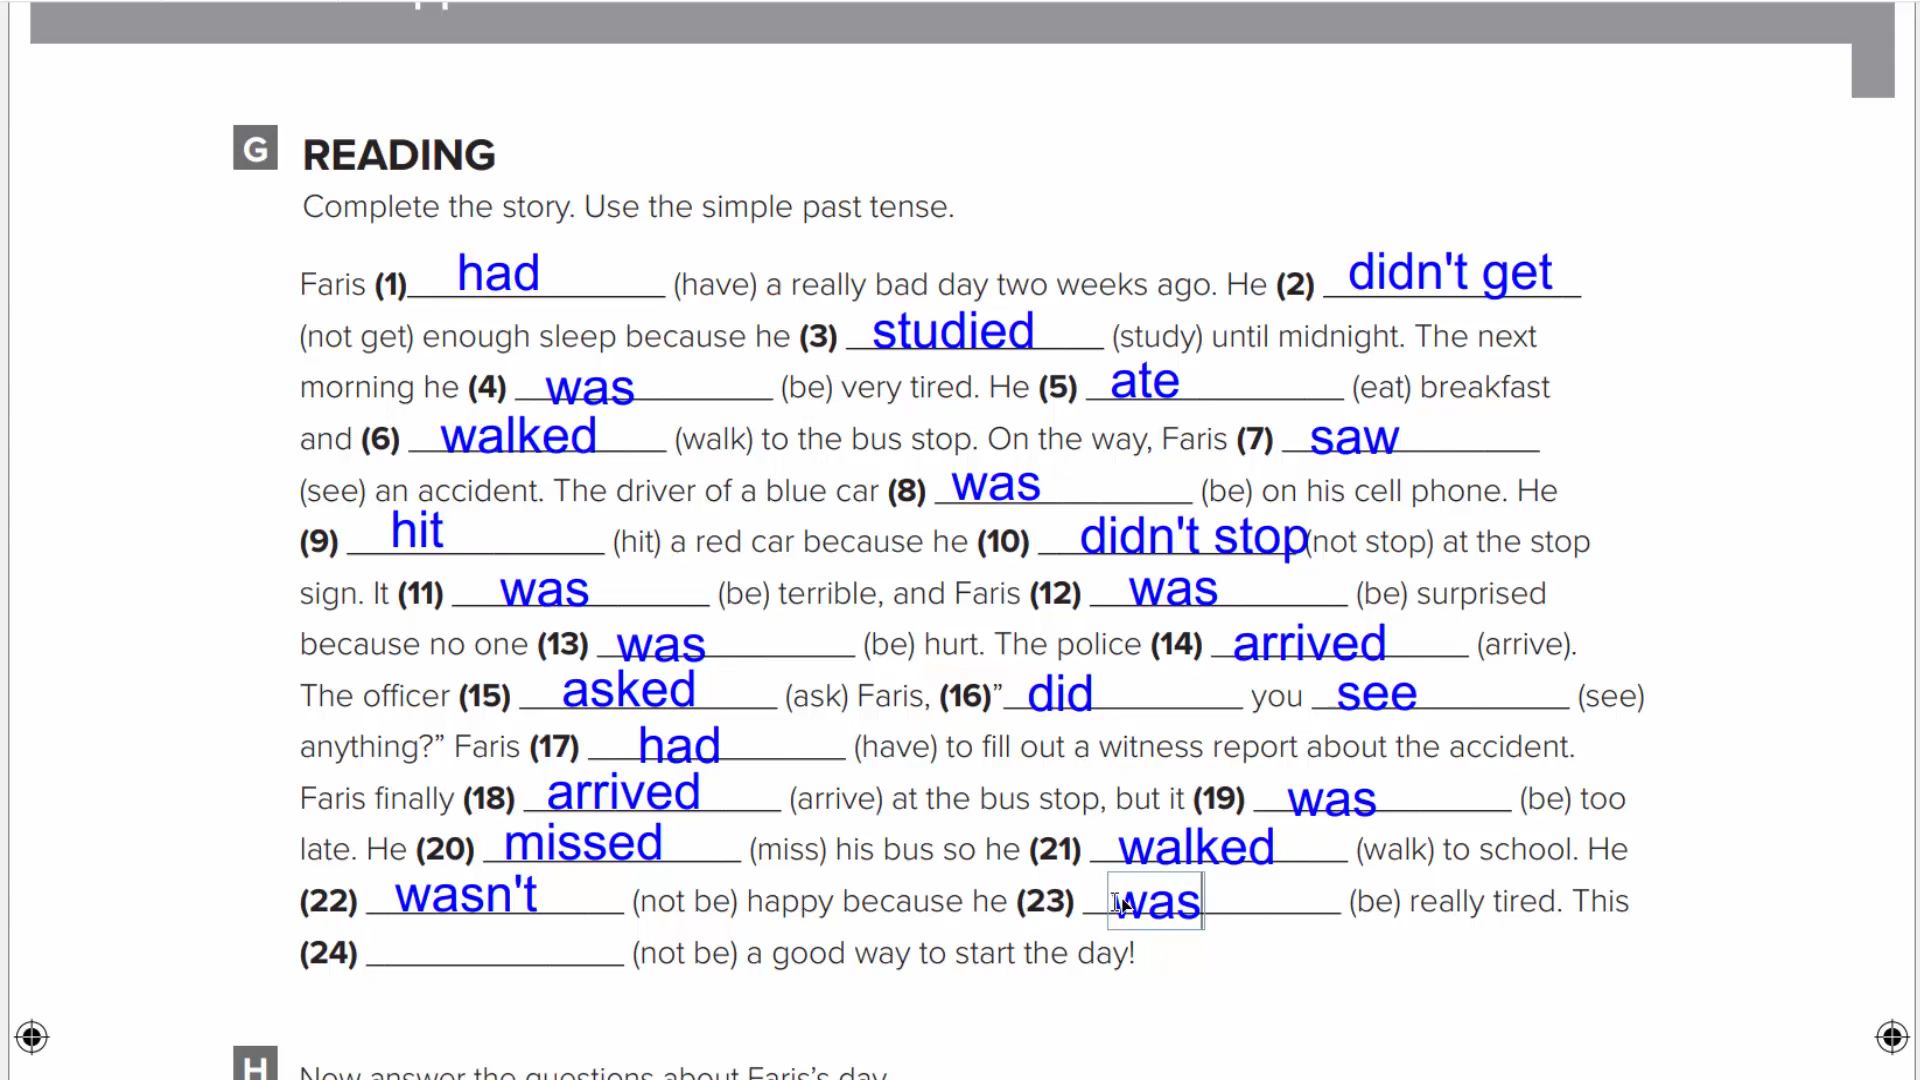 G READING
Complete the story. Use the simple past tense.
Faris (1) had (have) a really bad day two weeks ago. He (2) didn't get
(not get) enough sleep because he (3) studied (study) until midnight. The next
morning he (4) was (be) very tired. He (5) ate (eat) breakfast
and (6) walked (walk) to the bus stop. On the way, Faris (7) saw
(see) an accident. The driver of a blue car (8) was (be) on his cell phone. He
(9) hit (hit) a red car because he (10) didn't stop (not stop) at the stop
sign. It (11) was (be) terrible, and Faris (12) was (be) surprised
because no one (13) was (be) hurt. The police (14) arrived (arrive).
The officer (15) asked (ask) Faris, (16)” did you see (see)
anything?” Faris (17) had (have) to fill out a witness report about the accident.
Faris finally (18) arrived (arrive) at the bus stop, but it (19) was (be) too
late. He (20) missed (miss) his bus so he (21) walked (walk) to school. He
(22) wasn't (not be) happy because he (23) was (be) really tired. This
(24) ______________ (not be) a good way to start the day!
H Now answer the questions about Faris's day